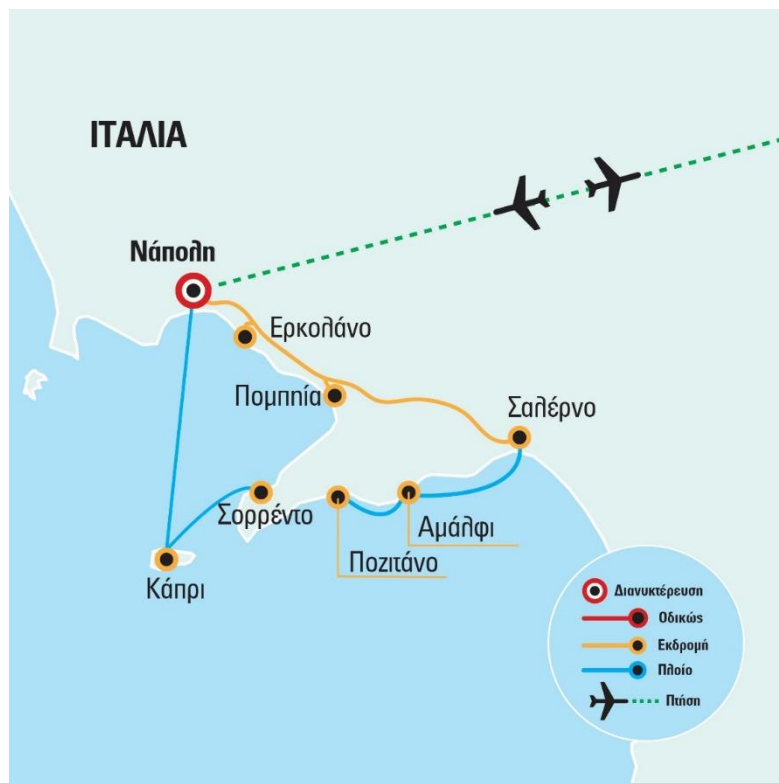 ΙΤΑΛΙΑ
Νάπολη
Ερκολάνο
Πομπηία
Σαλέρνο
Σορρέντο
Αμάλφι
Ποζιτάνο
Κάπρι
Διανυκτέρευση
Οδικώς
Εκδρομή
Πλοίο
Πτήση